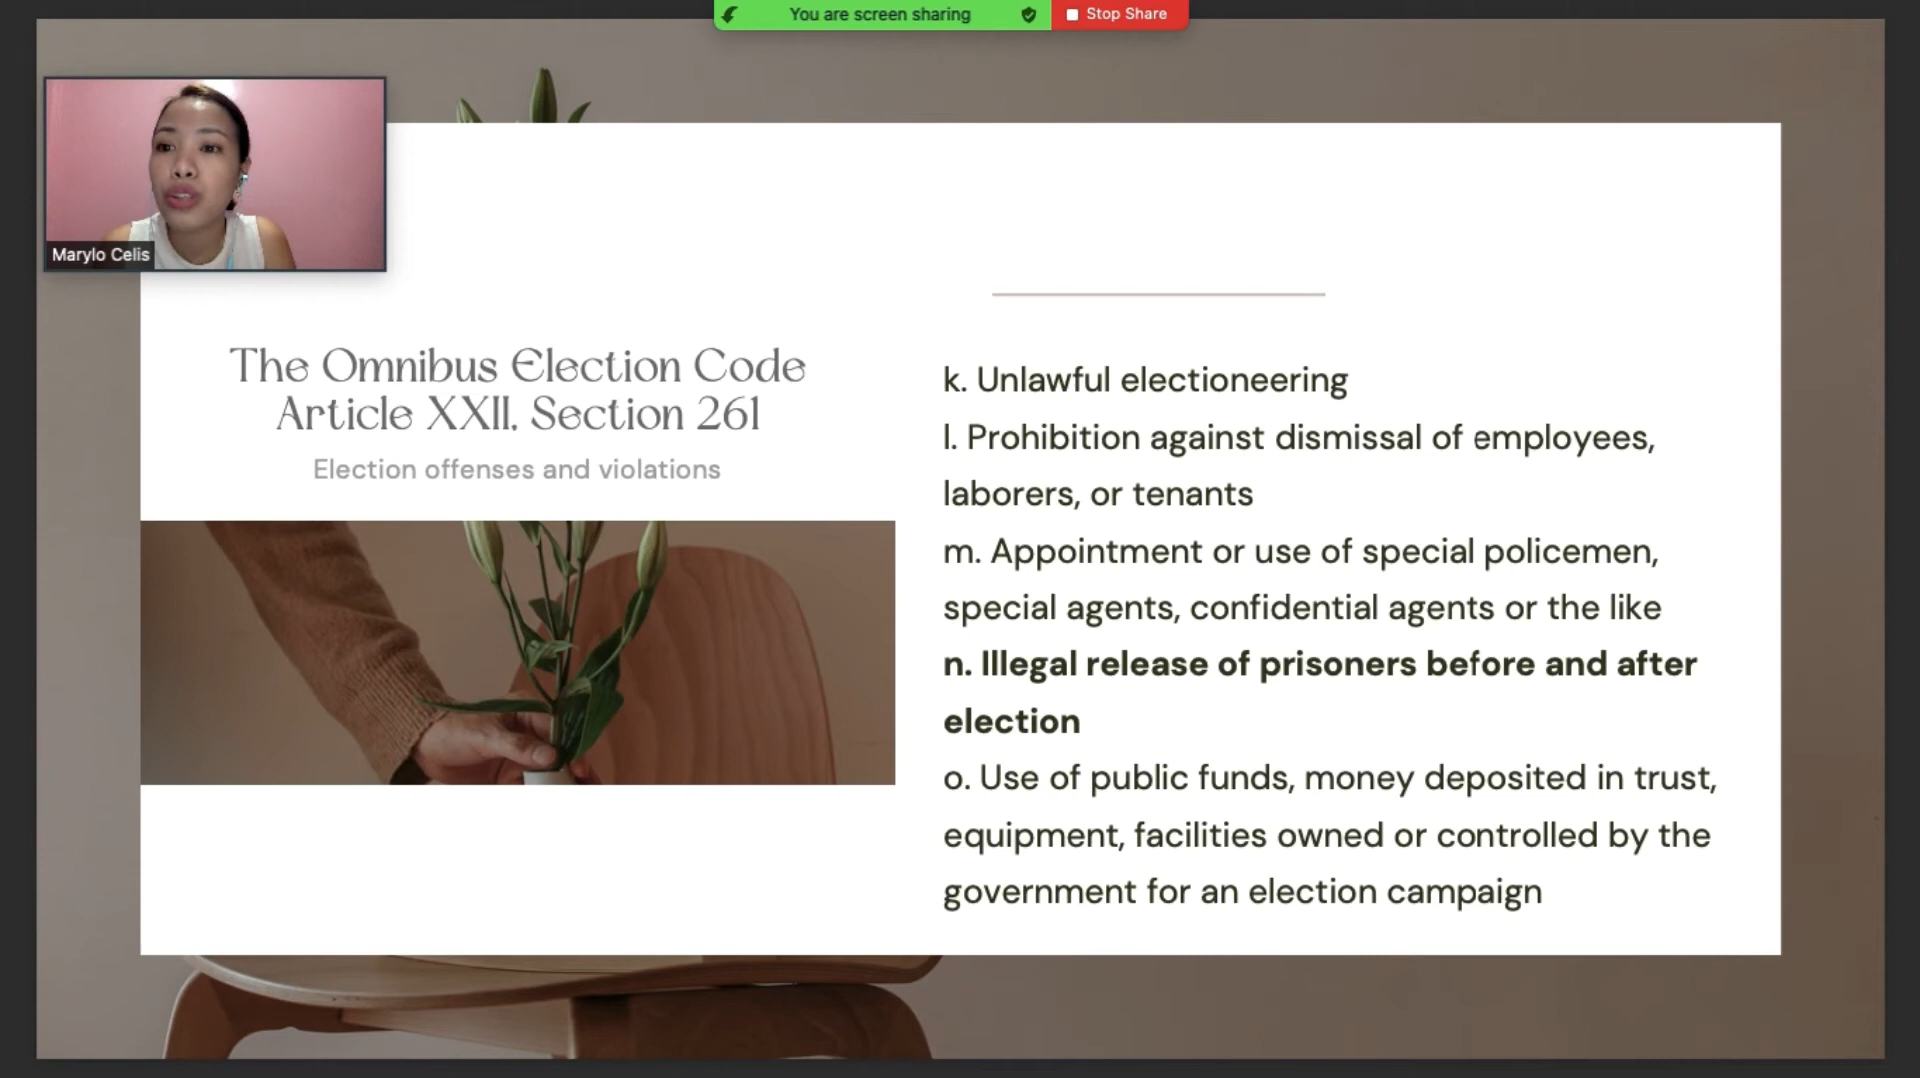 You are screen sharing
Stop Share
Marylo Celis
The Omnibus Election Code
Article XXII, Section 261
Election offenses and violations
k. Unlawful electioneering
l. Prohibition against dismissal of employees,
laborers, or tenants
m. Appointment or use of special policemen,
special agents, confidential agents or the like
n. Illegal release of prisoners before and after
election
o. Use of public funds, money deposited in trust,
equipment, facilities owned or controlled by the
government for an election campaign